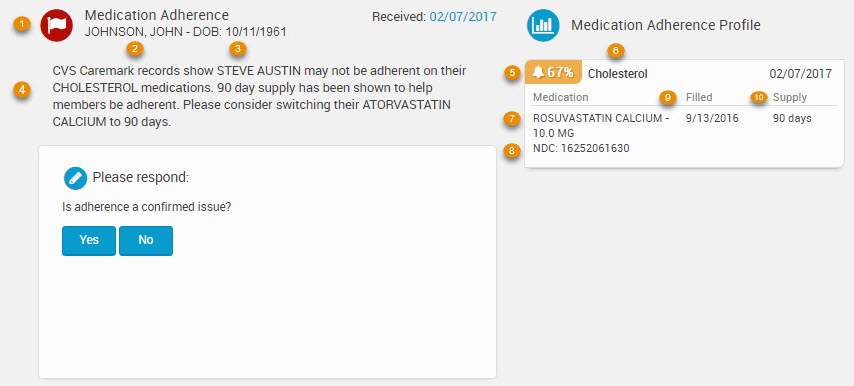 1
Medication Adherence
Received: 02/07/2017
JOHNSON, JOHN - DOB: 10/11/1961
2
3
4
CVS Caremark records show STEVE AUSTIN may not be adherent on their
CHOLESTEROL medications. 90 day supply has been shown to help
members be adherent. Please consider switching their ATORVASTATIN
CALCIUM to 90 days.
Please respond:
Is adherence a confirmed issue?
Yes No
Medication Adherence Profile
6
5 67% Cholesterol 02/07/2017
Medication 9 Filled 10 Supply
7 ROSUVASTATIN CALCIUM - 9/13/2016 90 days
10.0 MG
8 NDC: 16252061630